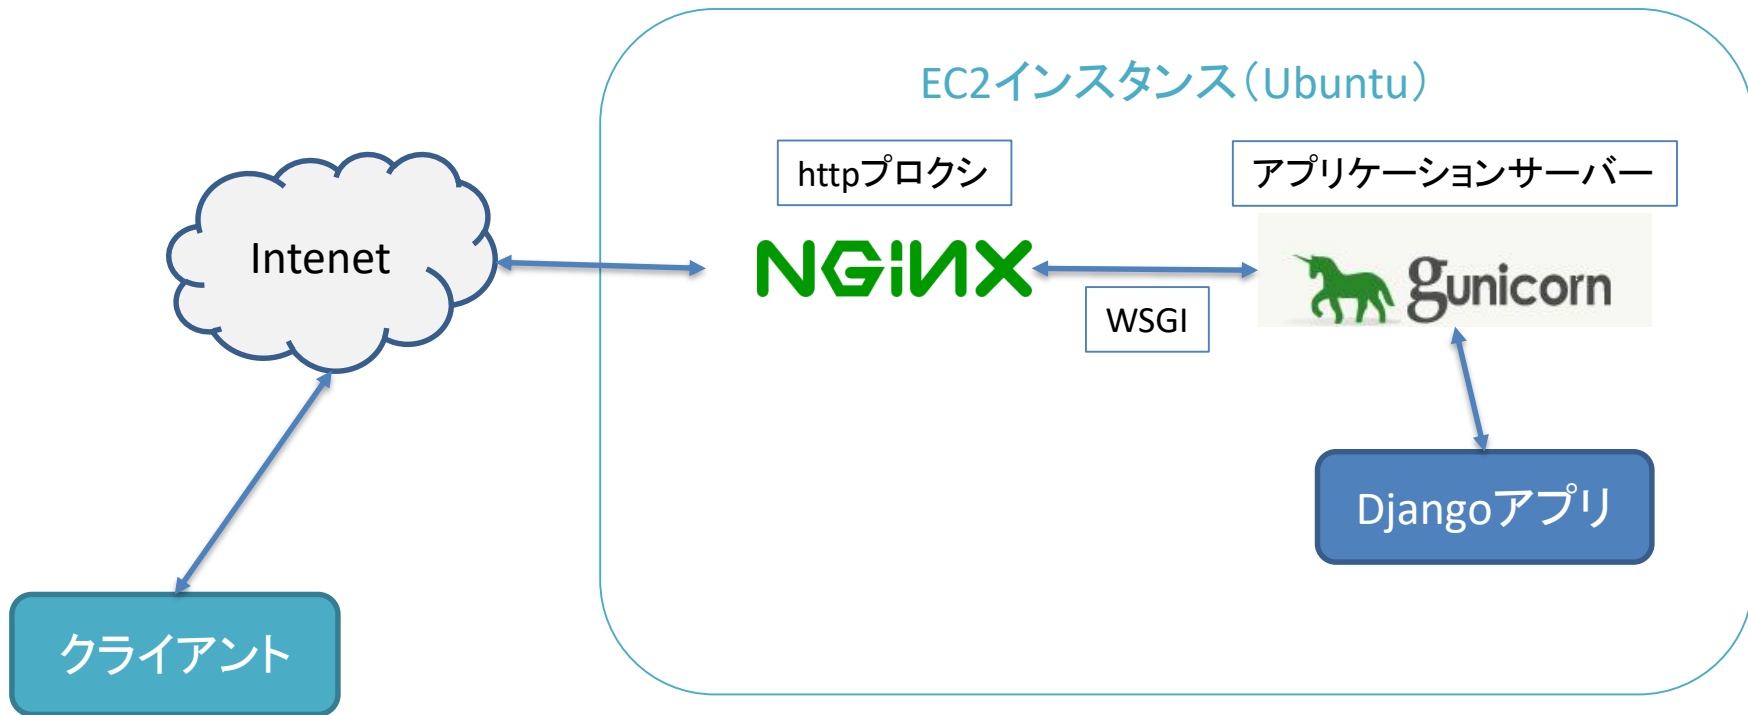 EC2インスタンス（Ubuntu）
httpプロクシ
アプリケーションサーバー
Intenet
NGiNX
gunicorn
WSGI
Djangoアプリ
クライアント